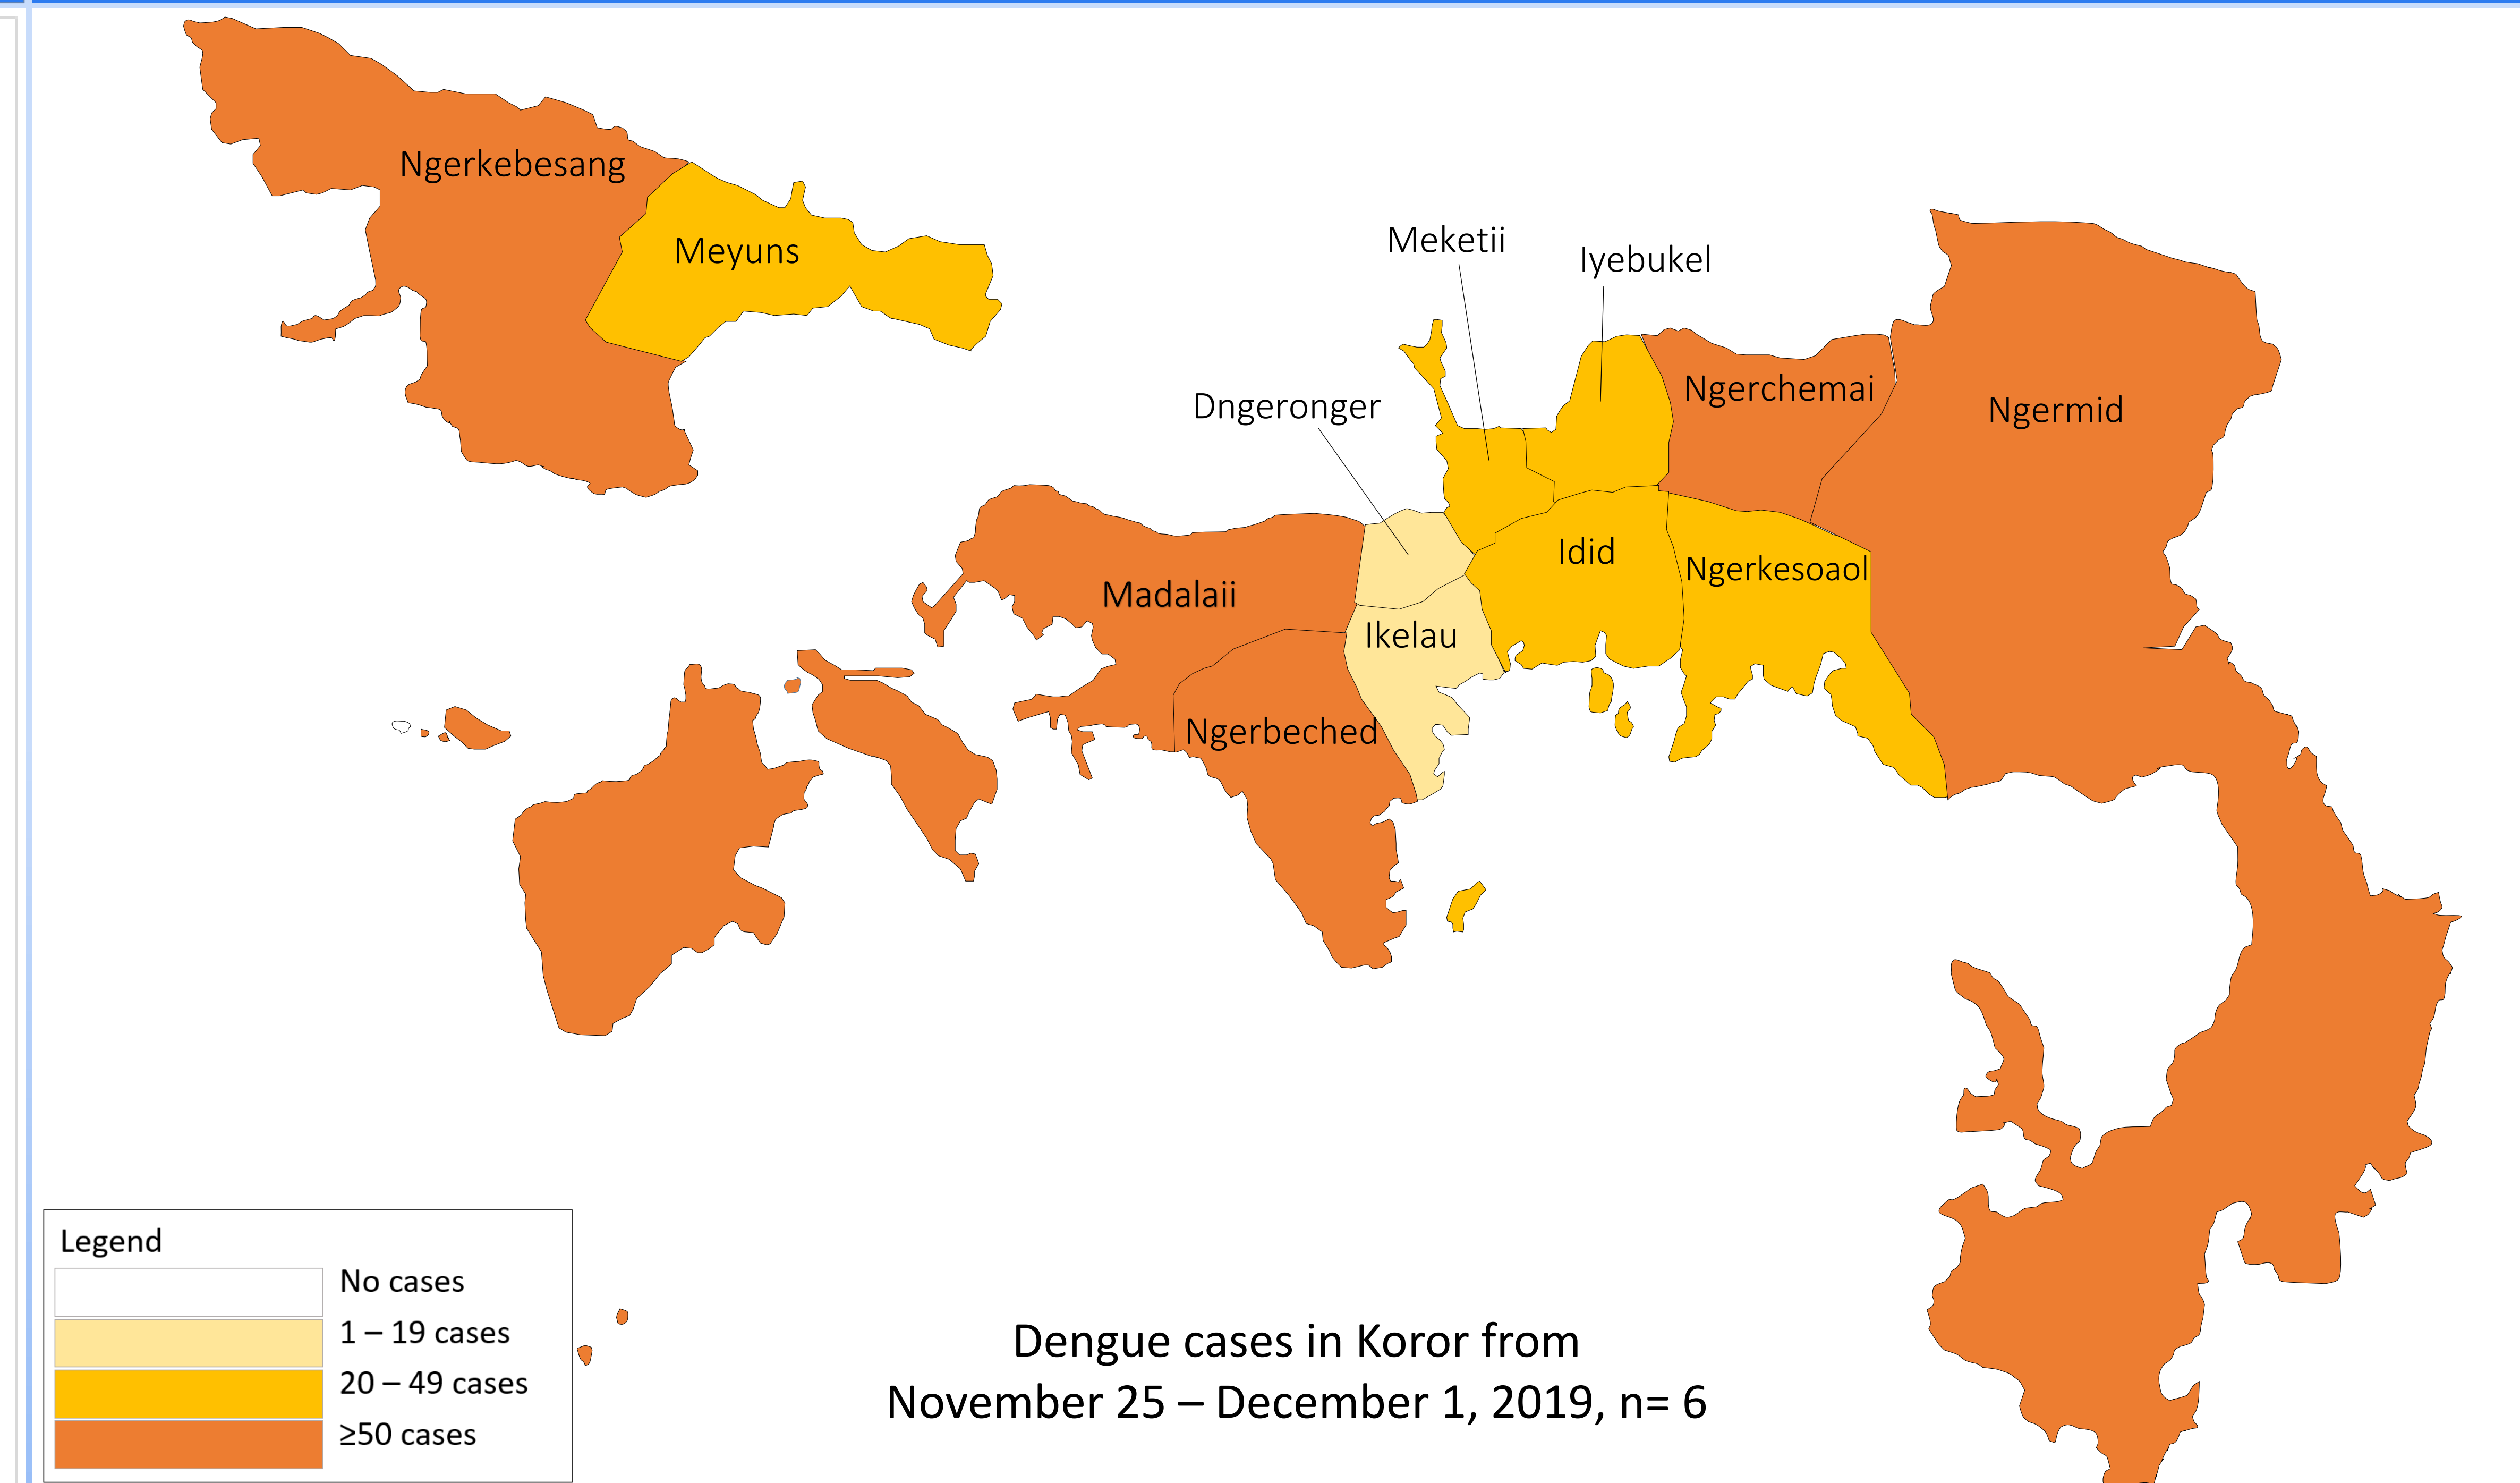 Ngerkebesang
Meyuns
Meketii
Iyebukel
Ngerchemai
Ngermid
Dngeronger
Idid
Ngerkesoaol
Madalaii
Ikelau
Ngerbeched
Legend
No cases
1 – 19 cases
20 – 49 cases
≥50 cases
Dengue cases in Koror from
November 25 – December 1, 2019, n= 6